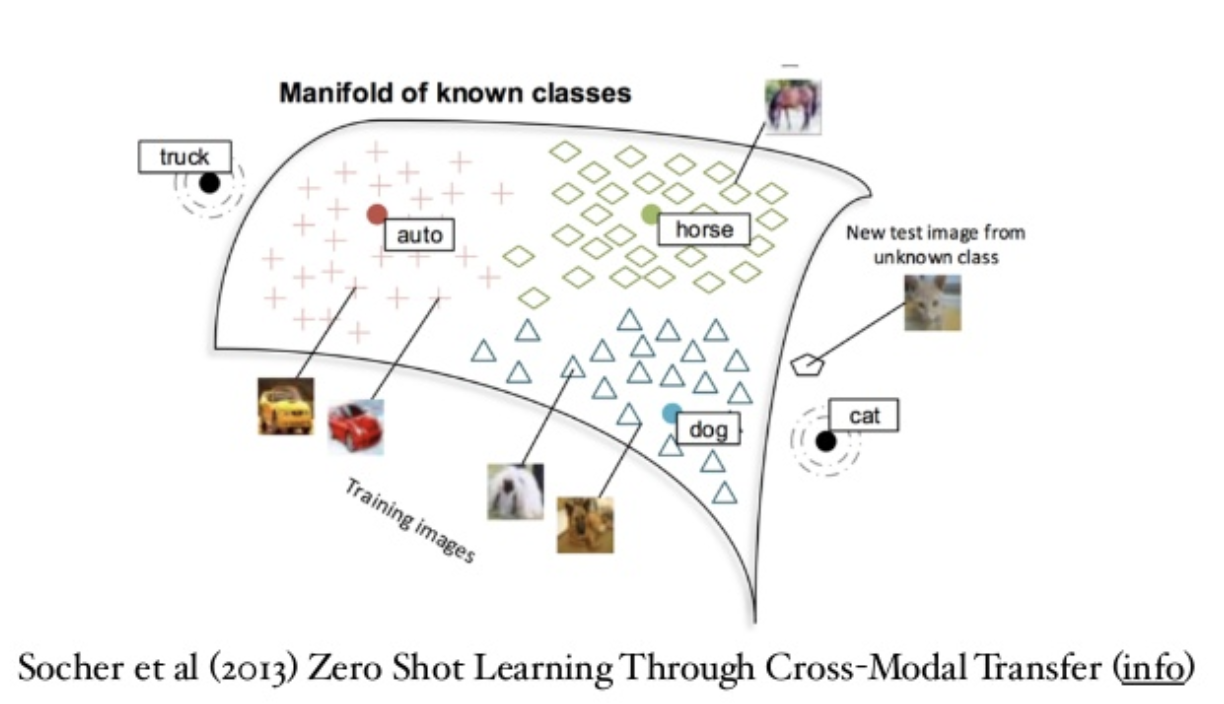 Manifold of known classes
truck
auto
horse
New test image from
unknown class
cat
dog
Training images
Socher et al (2013) Zero Shot Learning Through Cross-Modal Transfer (info)